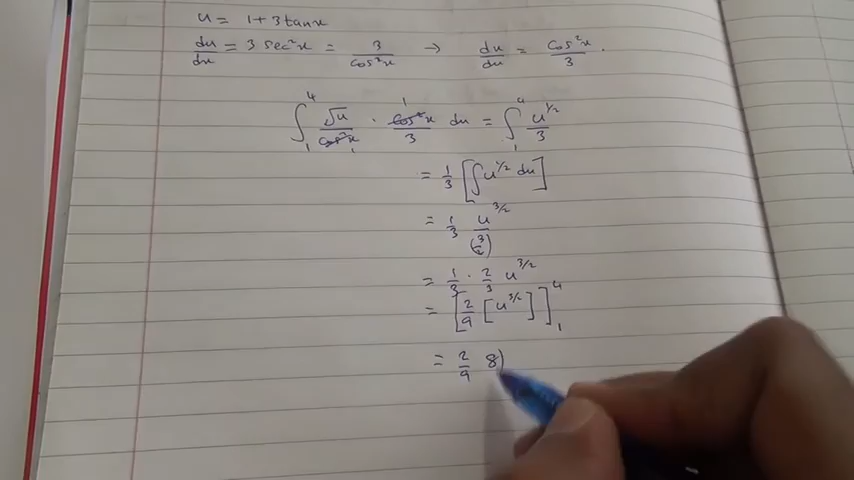 u = 1+3tanx
du/dx = 3 sec²x = 3/cos²x → dx/du = cos²x/3 .
∫₁⁴ √u/cos²x · cos²x/3 du = ∫₁⁴ u^1/2/3
= 1/3 [∫u^1/2 du]
= 1/3 u^3/2/(3/2)
= 1/3 · 2/3 u^3/2
= [2/9 [u^3/2]]₁⁴
= 2/9 8)